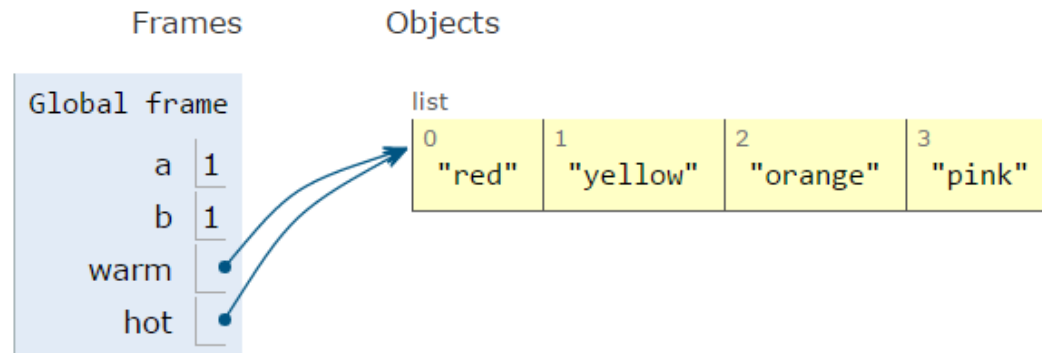 Frames Objects
Global frame
list
a 1
0 1 2 3
"red" "yellow" "orange" "pink"
b 1
warm
hot